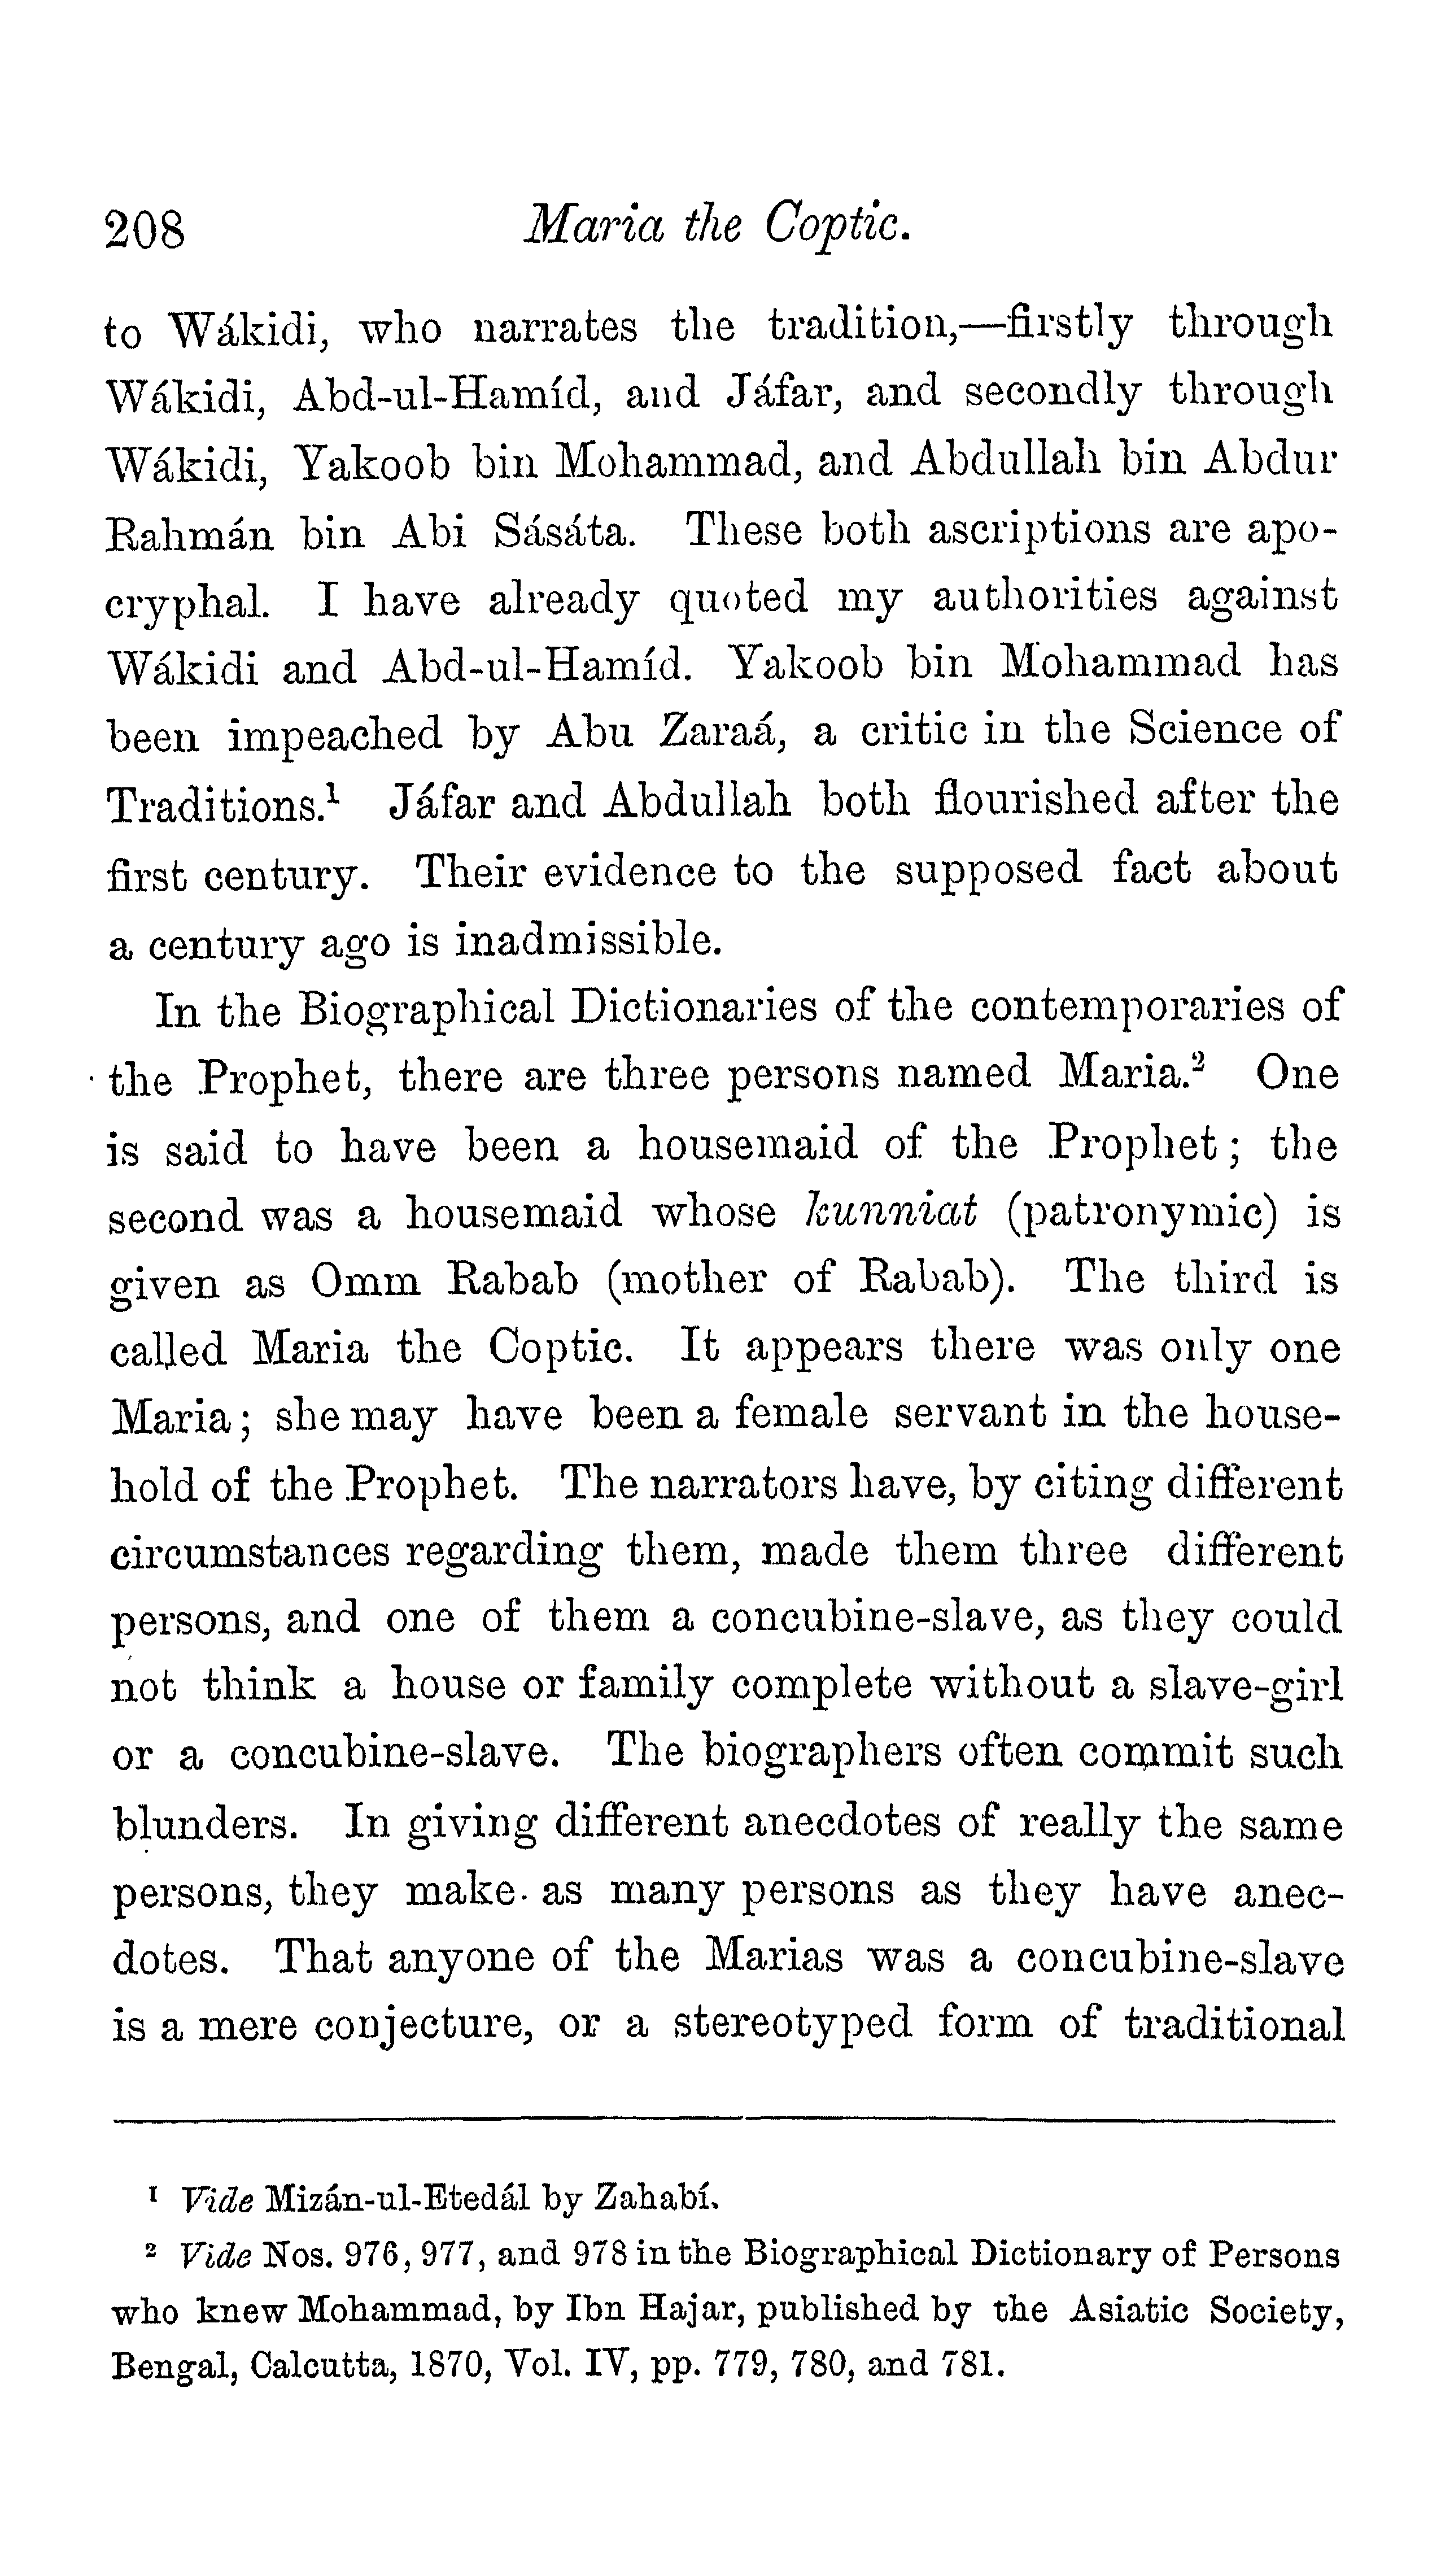 208 Maria the Coptic.
to Wákidi, who narrates the tradition,—firstly through
Wákidi, Abd-ul-Hamíd, and Jáfar, and secondly through
Wákidi, Yakoob bin Mohammad, and Abdullah bin Abdur
Rahmán bin Abi Sásáta. These both ascriptions are apo-
cryphal. I have already quoted my authorities against
Wákidi and Abd-ul-Hamíd. Yakoob bin Mohammad has
been impeached by Abu Zaraá, a critic in the Science of
Traditions.¹ Jáfar and Abdullah both flourished after the
first century. Their evidence to the supposed fact about
a century ago is inadmissible.
In the Biographical Dictionaries of the contemporaries of
the Prophet, there are three persons named Maria.² One
is said to have been a housemaid of the Prophet; the
second was a housemaid whose kunniat (patronymic) is
given as Omm Rabab (mother of Rabab). The third is
called Maria the Coptic. It appears there was only one
Maria; she may have been a female servant in the house-
hold of the Prophet. The narrators have, by citing different
circumstances regarding them, made them three different
persons, and one of them a concubine-slave, as they could
not think a house or family complete without a slave-girl
or a concubine-slave. The biographers often commit such
blunders. In giving different anecdotes of really the same
persons, they make as many persons as they have anec-
dotes. That anyone of the Marias was a concubine-slave
is a mere conjecture, or a stereotyped form of traditional
¹ Vide Mizán-ul-Etedál by Zahabí.
² Vide Nos. 976, 977, and 978 in the Biographical Dictionary of Persons
who knew Mohammad, by Ibn Hajar, published by the Asiatic Society,
Bengal, Calcutta, 1870, Vol. IV, pp. 779, 780, and 781.